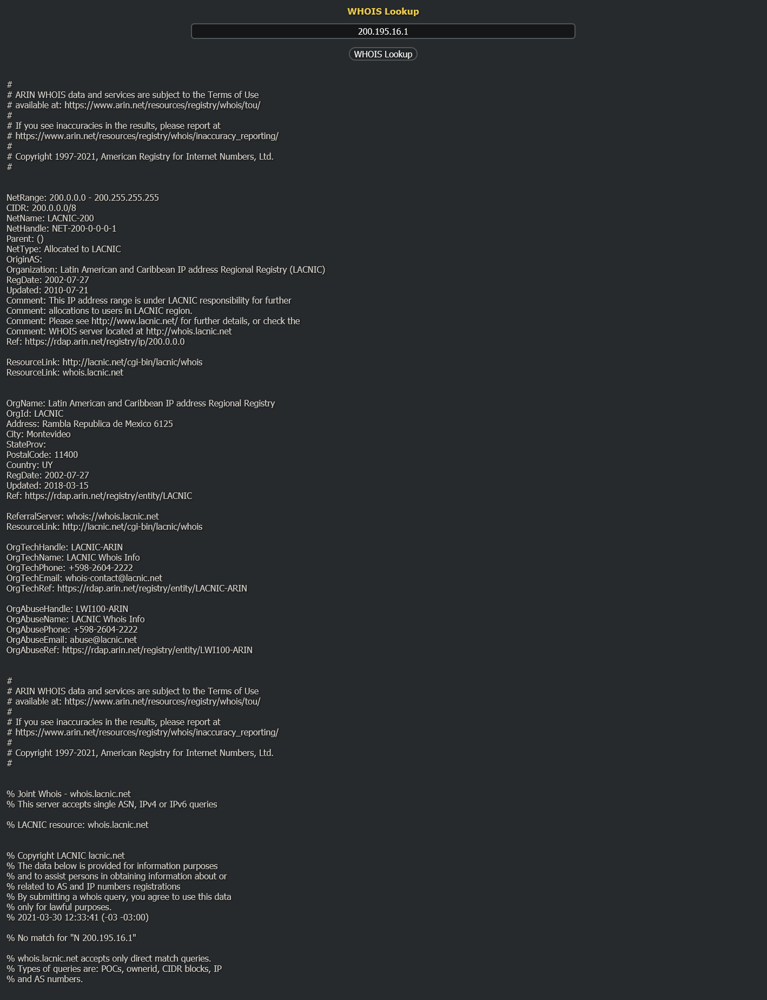 WHOIS Lookup
200.195.16.1
WHOIS Lookup
#
# ARIN WHOIS data and services are subject to the Terms of Use
# available at: https://www.arin.net/resources/registry/whois/tou/
#
# If you see inaccuracies in the results, please report at
# https://www.arin.net/resources/registry/whois/inaccuracy_reporting/
#
# Copyright 1997-2021, American Registry for Internet Numbers, Ltd.
#
NetRange: 200.0.0.0 - 200.255.255.255
CIDR: 200.0.0.0/8
NetName: LACNIC-200
NetHandle: NET-200-0-0-0-1
Parent: ()
NetType: Allocated to LACNIC
OriginAS:
Organization: Latin American and Caribbean IP address Regional Registry (LACNIC)
RegDate: 2002-07-27
Updated: 2010-07-21
Comment: This IP address range is under LACNIC responsibility for further
Comment: allocations to users in LACNIC region.
Comment: Please see http://www.lacnic.net/ for further details, or check the
Comment: WHOIS server located at http://whois.lacnic.net
Ref: https://rdap.arin.net/registry/ip/200.0.0.0
ResourceLink: http://lacnic.net/cgi-bin/lacnic/whois
ResourceLink: whois.lacnic.net
OrgName: Latin American and Caribbean IP address Regional Registry
OrgId: LACNIC
Address: Rambla Republica de Mexico 6125
City: Montevideo
StateProv:
PostalCode: 11400
Country: UY
RegDate: 2002-07-27
Updated: 2018-03-15
Ref: https://rdap.arin.net/registry/entity/LACNIC
ReferralServer: whois://whois.lacnic.net
ResourceLink: http://lacnic.net/cgi-bin/lacnic/whois
OrgTechHandle: LACNIC-ARIN
OrgTechName: LACNIC Whois Info
OrgTechPhone: +598-2604-2222
OrgTechEmail: whois-contact@lacnic.net
OrgTechRef: https://rdap.arin.net/registry/entity/LACNIC-ARIN
OrgAbuseHandle: LWI100-ARIN
OrgAbuseName: LACNIC Whois Info
OrgAbusePhone: +598-2604-2222
OrgAbuseEmail: abuse@lacnic.net
OrgAbuseRef: https://rdap.arin.net/registry/entity/LWI100-ARIN
#
# ARIN WHOIS data and services are subject to the Terms of Use
# available at: https://www.arin.net/resources/registry/whois/tou/
#
# If you see inaccuracies in the results, please report at
# https://www.arin.net/resources/registry/whois/inaccuracy_reporting/
#
# Copyright 1997-2021, American Registry for Internet Numbers, Ltd.
#
% Joint Whois - whois.lacnic.net
% This server accepts single ASN, IPv4 or IPv6 queries
% LACNIC resource: whois.lacnic.net
% Copyright LACNIC lacnic.net
% The data below is provided for information purposes
% and to assist persons in obtaining information about or
% related to AS and IP numbers registrations
% By submitting a whois query, you agree to use this data
% only for lawful purposes.
% 2021-03-30 12:33:41 (-03 -03:00)
% No match for "N 200.195.16.1"
% whois.lacnic.net accepts only direct match queries.
% Types of queries are: POCs, ownerid, CIDR blocks, IP
% and AS numbers.